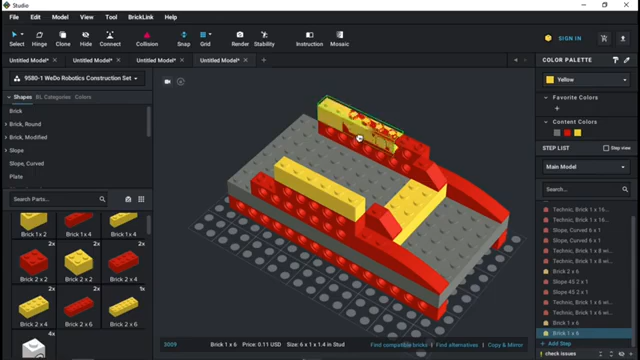 Studio
File Edit Model View Tool BrickLink Help
Select Hinge Clone Hide Connect Collision Snap Grid Render Stability Instruction Mosaic SIGN IN
Untitled Model* Untitled Model* Untitled Model* Untitled Model*
COLOR PALETTE
9580-1 WeDo Robotics Construction Set
Yellow
Shapes BL Categories Colors
Favorite Colors
Brick
Content Colors
Brick, Round
Brick, Modified
STEP LIST Step view
Slope
Slope, Curved
Main Model
Plate
Search Parts...
Search...
Technic, Brick 1 x 16...
Technic, Brick 1 x 16...
Brick 1 x 2 Brick 1 x 4 Brick 1 x 4
Slope, Curved 6 x 1
Slope, Curved 6 x 1
2x 2x 2x
Technic, Brick 1 x 8 wi...
Technic, Brick 1 x 8 wi...
Brick 2 x 2 Brick 2 x 2 Brick 2 x 4
Brick 2 x 6
Slope 45 2 x 1
2x 2x 1x
Slope 45 2 x 1
Technic, Brick 1 x 6 wi...
Technic, Brick 1 x 6 wi...
Brick 2 x 4 Brick 2 x 6 Brick 2 x 6
Brick 1 x 6
4x
Brick 1 x 6
3009 Brick 1 x 6 Price: 0.11 USD Size: 6 x 1 x 1.4 in Stud Find compatible bricks Find alternatives Copy & Mirror
Add Step
check issues